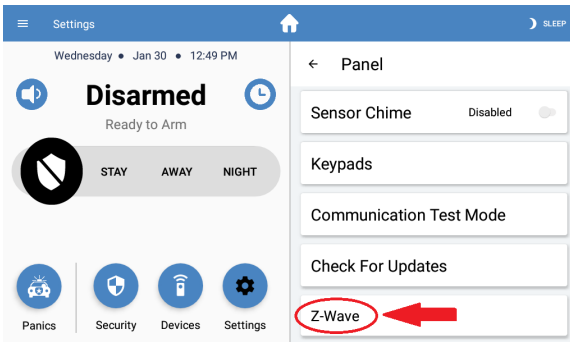 Settings
SLEEP
Wednesday ● Jan 30 ● 12:49 PM
Disarmed
Ready to Arm
STAY AWAY NIGHT
Panics Security Devices Settings
Panel
Sensor Chime Disabled
Keypads
Communication Test Mode
Check For Updates
Z-Wave